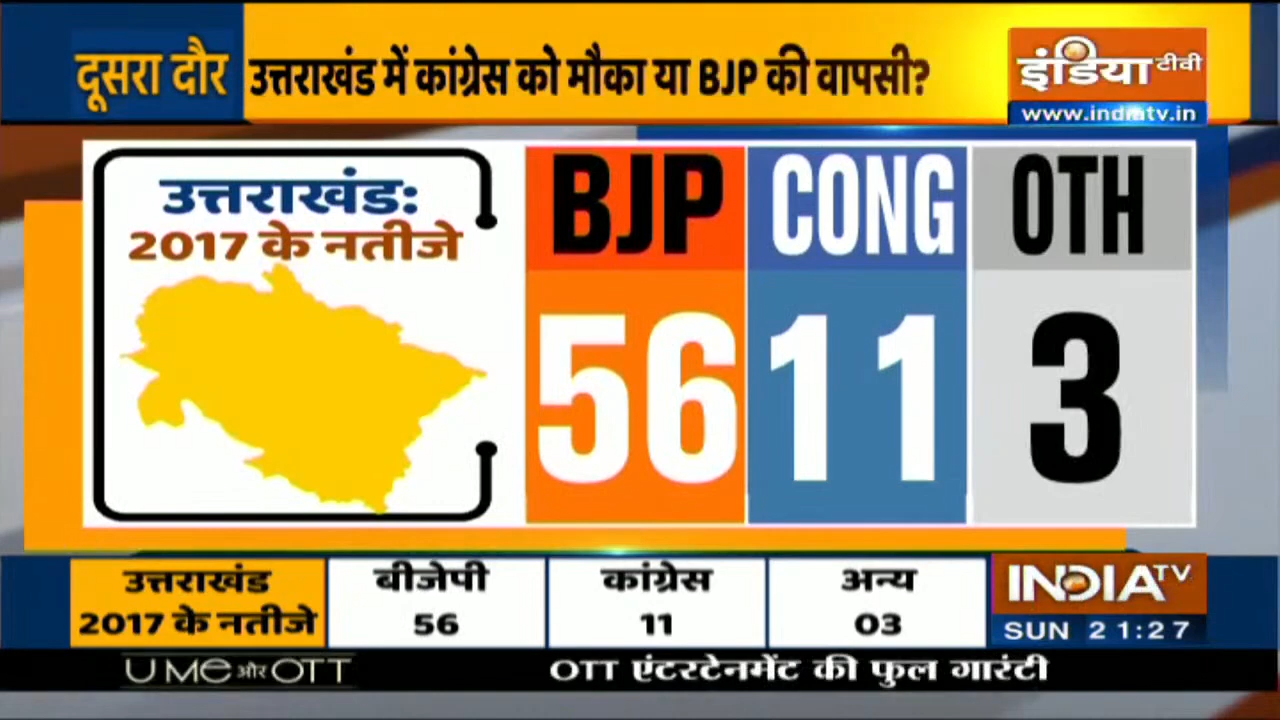 दूसरा दौर
उत्तराखंड में कांग्रेस को मौका या BJP की वापसी?
इंडिया टीवी
www.indiatv.in
उत्तराखंड:
2017 के नतीजे
BJP
CONG
OTH
56
11
3
उत्तराखंड
2017 के नतीजे
बीजेपी
56
कांग्रेस
11
अन्य
03
INDIA TV
SUN 21:27
U ME और OTT
OTT एंटरटेनमेंट की फुल गारंटी